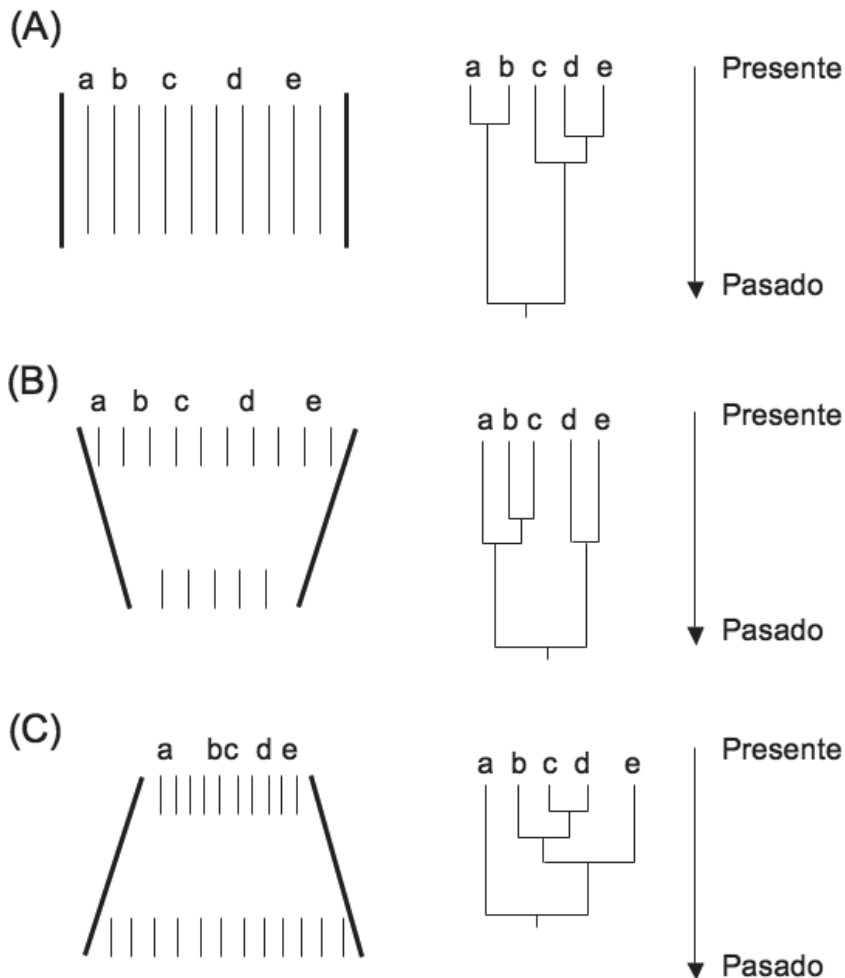 (A)
a b c d e
a b c d e
Presente
Pasado
(B)
a b c d e
a b c d e
Presente
Pasado
(C)
a bc d e
a b c d e
Presente
Pasado